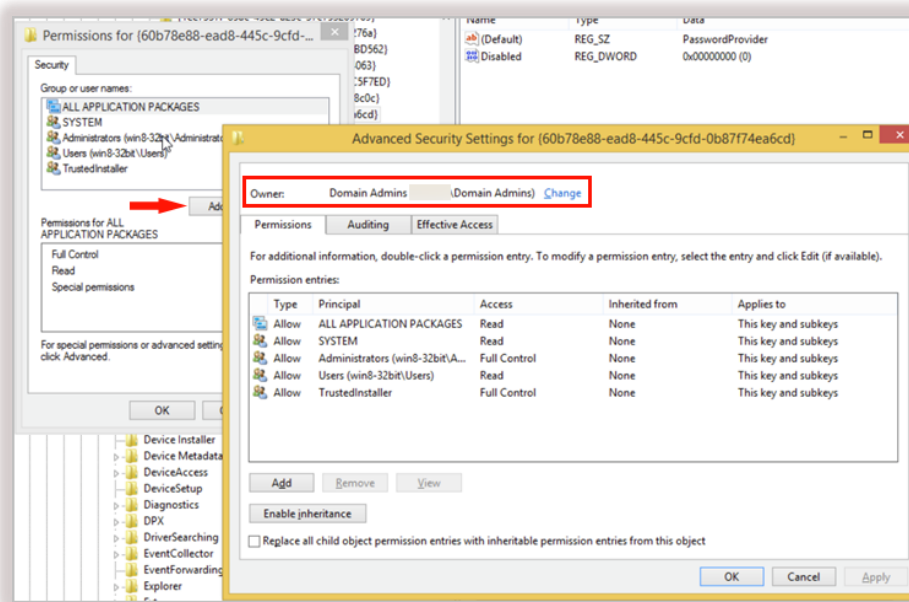 Name Type Data
(Default) REG_SZ PasswordProvider
Disabled REG_DWORD 0x00000000 (0)
276a}
BD562}
063}
C5F7ED}
8c0c}
a6cd}
Permissions for {60b78e88-ead8-445c-9cfd-...
Security
Group or user names:
ALL APPLICATION PACKAGES
SYSTEM
Administrators (win8-32bit\Administrato
Users (win8-32bit\Users)
TrustedInstaller
Permissions for ALL
APPLICATION PACKAGES
Full Control
Read
Special permissions
For special permissions or advanced setting
click Advanced.
OK
Advanced Security Settings for {60b78e88-ead8-445c-9cfd-0b87f74ea6cd}
Owner: Domain Admins \Domain Admins) Change
Permissions Auditing Effective Access
For additional information, double-click a permission entry. To modify a permission entry, select the entry and click Edit (if available).
Permission entries:
Type Principal Access Inherited from Applies to
Allow ALL APPLICATION PACKAGES Read None This key and subkeys
Allow SYSTEM Read None This key and subkeys
Allow Administrators (win8-32bit\A... Full Control None This key and subkeys
Allow Users (win8-32bit\Users) Read None This key and subkeys
Allow TrustedInstaller Full Control None This key and subkeys
Add Remove View
Enable inheritance
Replace all child object permission entries with inheritable permission entries from this object
OK Cancel Apply
Device Installer
Device Metadata
DeviceAccess
DeviceSetup
Diagnostics
DPX
DriverSearching
EventCollector
EventForwarding
Explorer